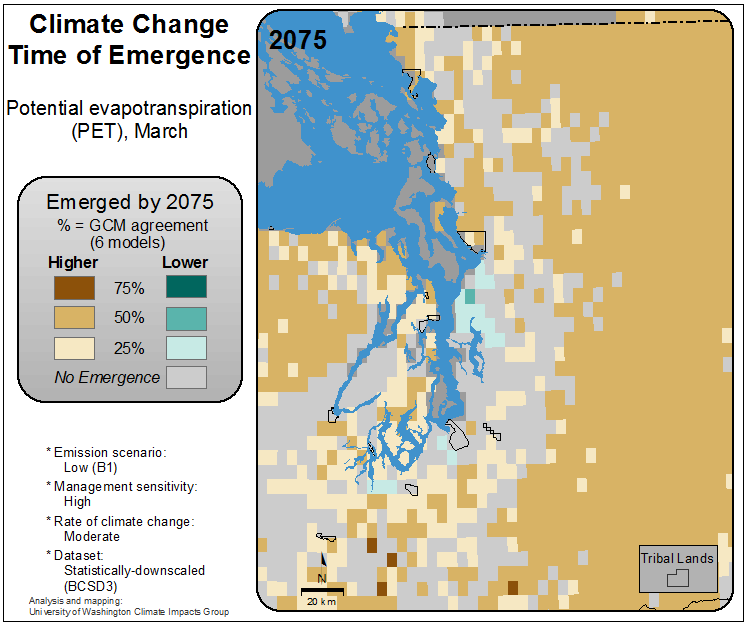 Climate Change
Time of Emergence
Potential evapotranspiration
(PET), March
Emerged by 2075
% = GCM agreement
(6 models)
Higher Lower
75%
50%
25%
No Emergence
* Emission scenario:
Low (B1)
* Management sensitivity:
High
* Rate of climate change:
Moderate
* Dataset:
Statistically-downscaled
(BCSD3)
Analysis and mapping:
University of Washington Climate Impacts Group
2075
N
20 km
Tribal Lands